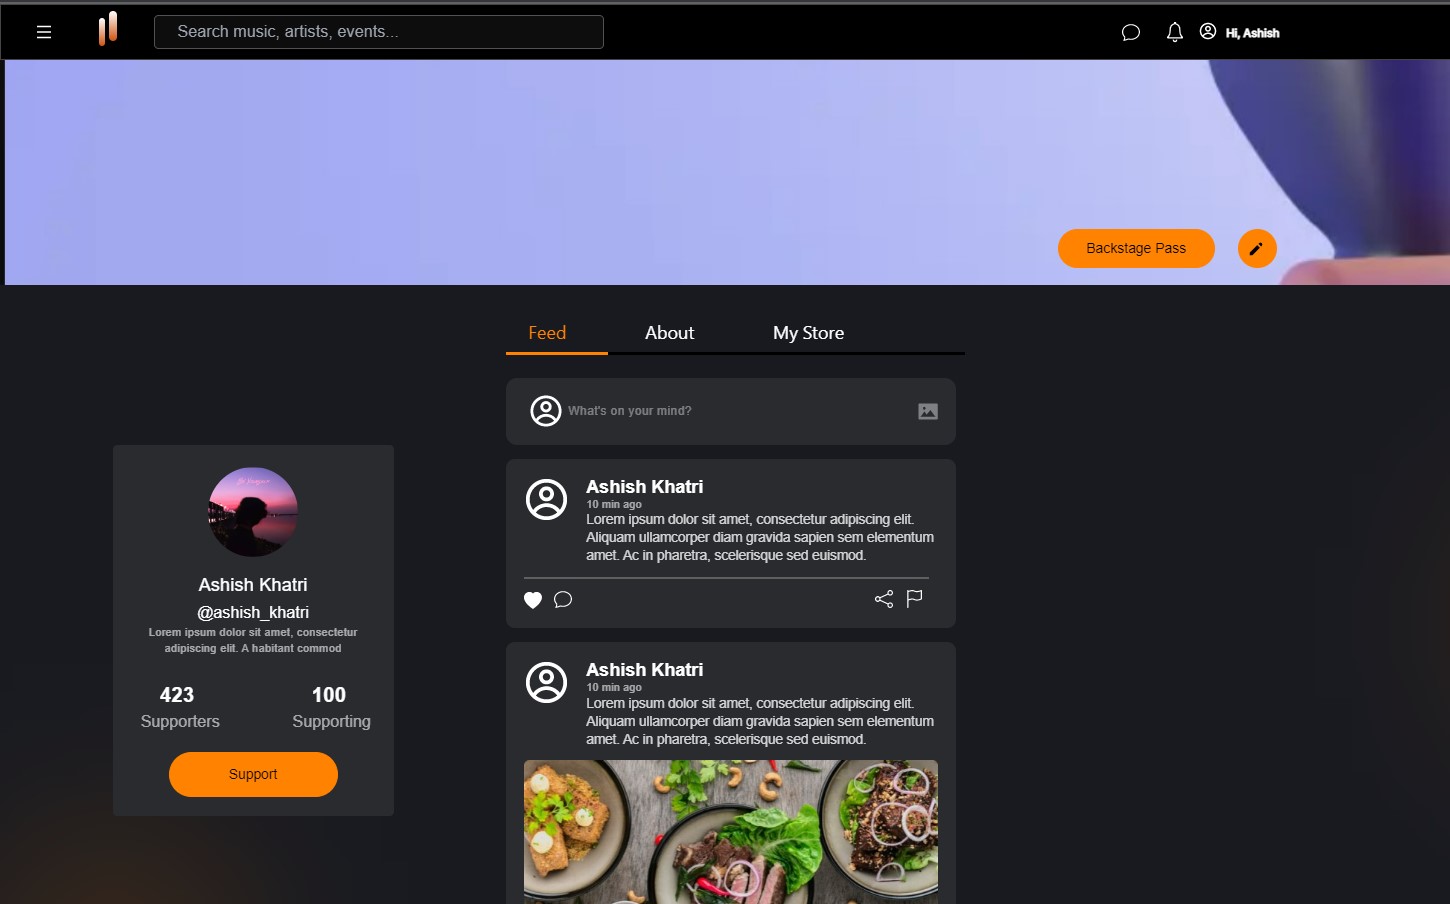 Search music, artists, events...
Hi, Ashish
Backstage Pass
Feed
About
My Store
What's on your mind?
Ashish Khatri
@ashish_khatri
Lorem ipsum dolor sit amet, consectetur
adipiscing elit. A habitant commod
423
Supporters
100
Supporting
Support
Ashish Khatri
10 min ago
Lorem ipsum dolor sit amet, consectetur adipiscing elit.
Aliquam ullamcorper diam gravida sapien sem elementum
amet. Ac in pharetra, scelerisque sed euismod.
Ashish Khatri
10 min ago
Lorem ipsum dolor sit amet, consectetur adipiscing elit.
Aliquam ullamcorper diam gravida sapien sem elementum
amet. Ac in pharetra, scelerisque sed euismod.